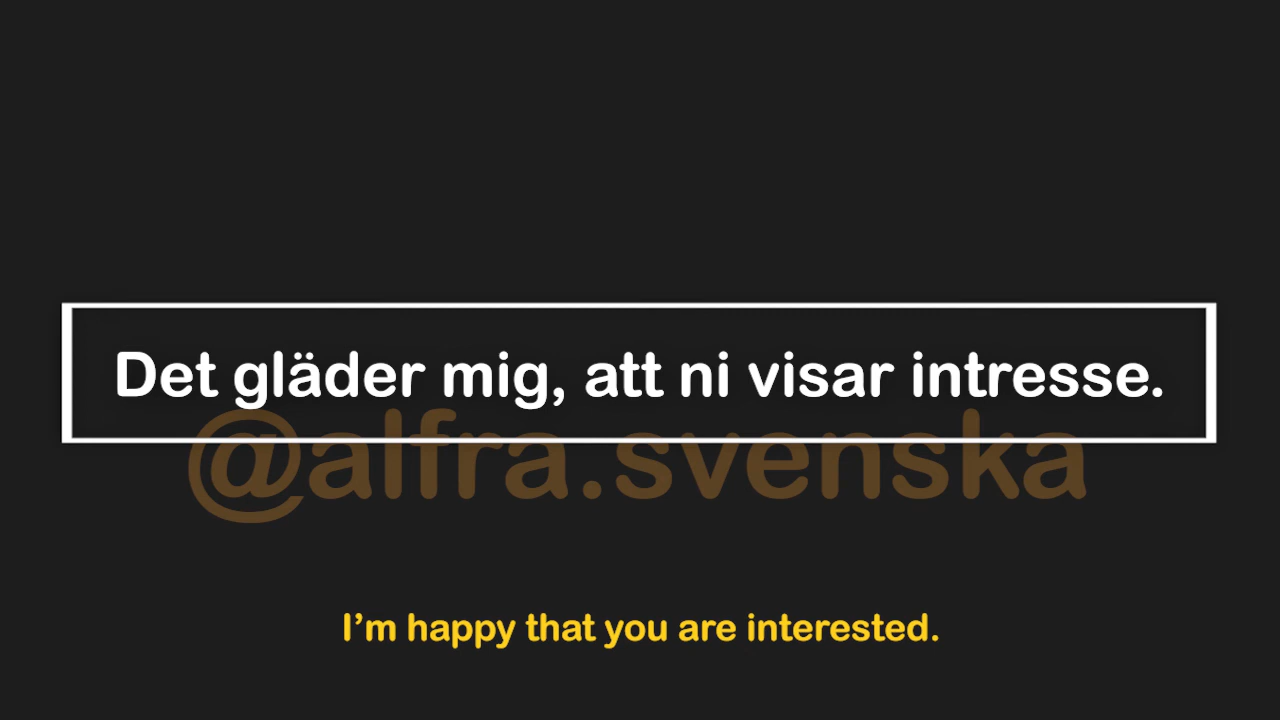 Det gläder mig, att ni visar intresse.
@alfra.svenska
I’m happy that you are interested.